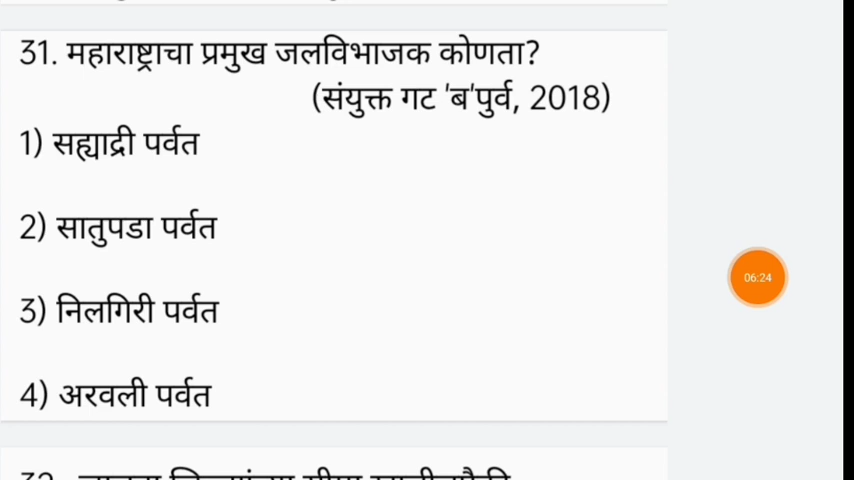 31. महाराष्ट्राचा प्रमुख जलविभाजक कोणता?
(संयुक्त गट 'ब'पुर्व, 2018)
1) सह्याद्री पर्वत
2) सातुपडा पर्वत
06:24
3) निलगिरी पर्वत
4) अरवली पर्वत